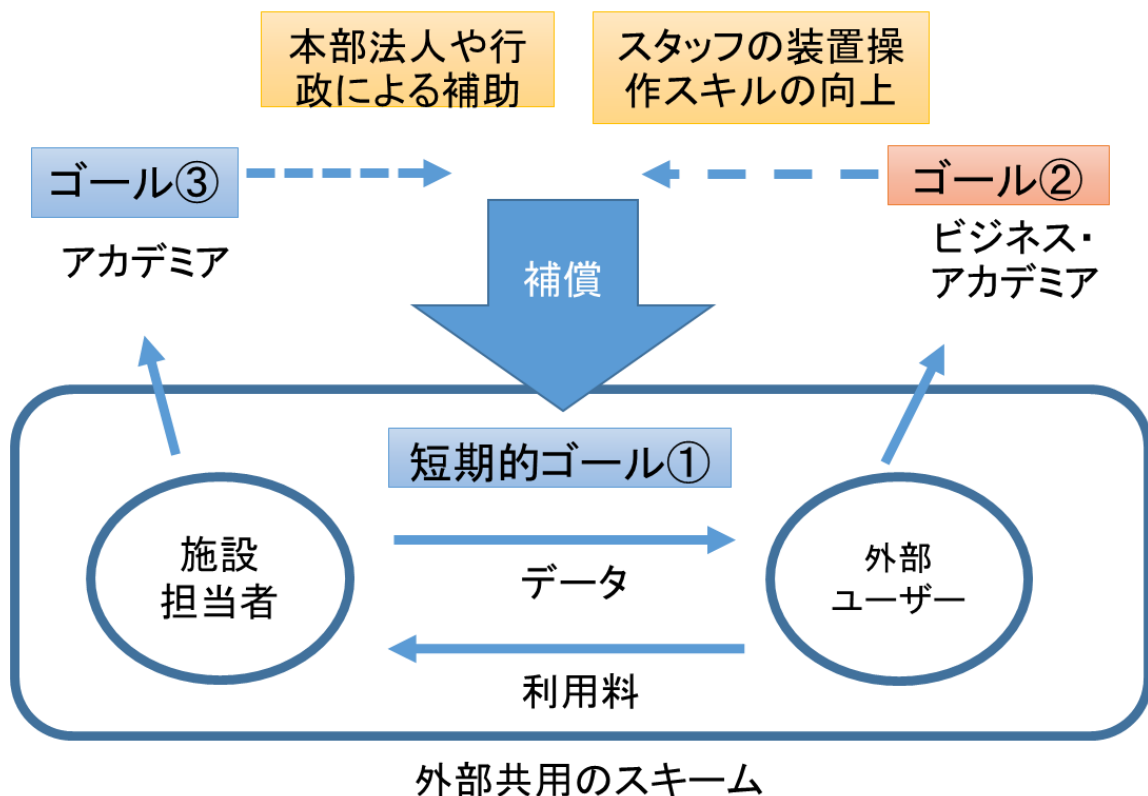 本部法人や行
政による補助
スタッフの装置操
作スキルの向上
ゴール③
ゴール②
アカデミア
ビジネス・
アカデミア
補償
短期的ゴール①
施設
担当者
データ
外部
ユーザー
利用料
外部共用のスキーム